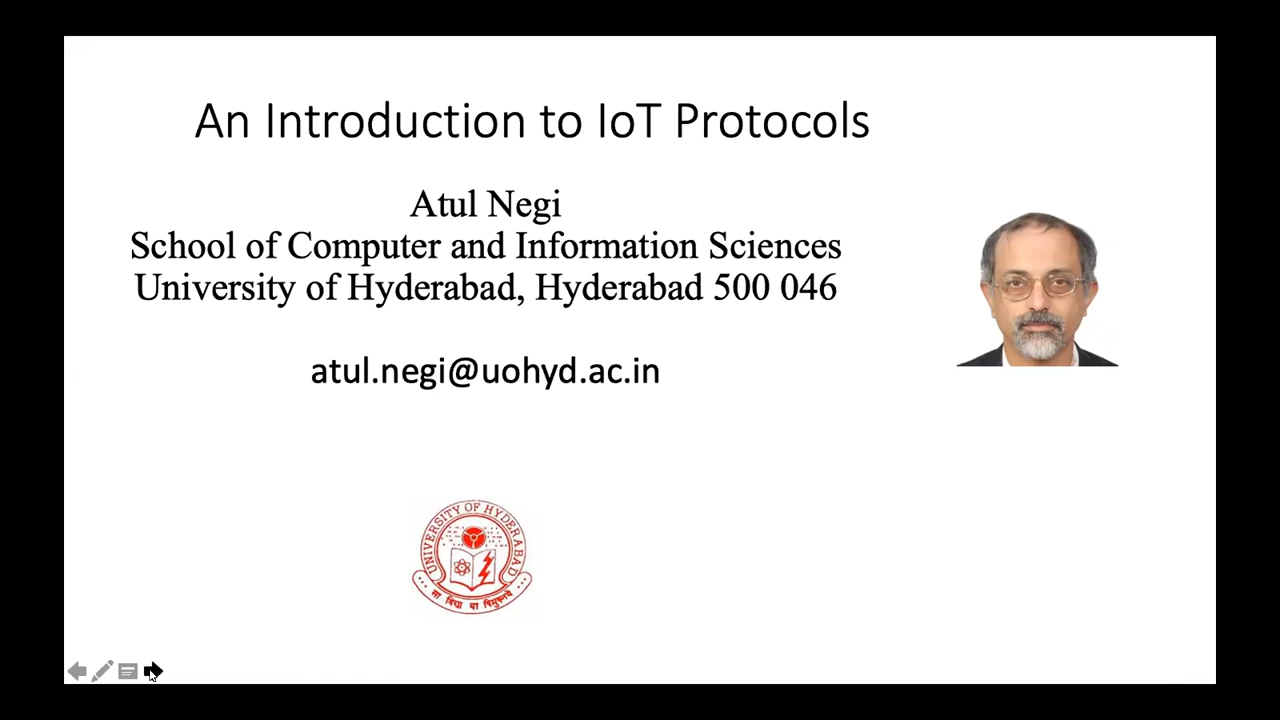 An Introduction to IoT Protocols
Atul Negi
School of Computer and Information Sciences
University of Hyderabad, Hyderabad 500 046
atul.negi@uohyd.ac.in
UNIVERSITY OF HYDERABAD
सा विद्या या विमुक्तये